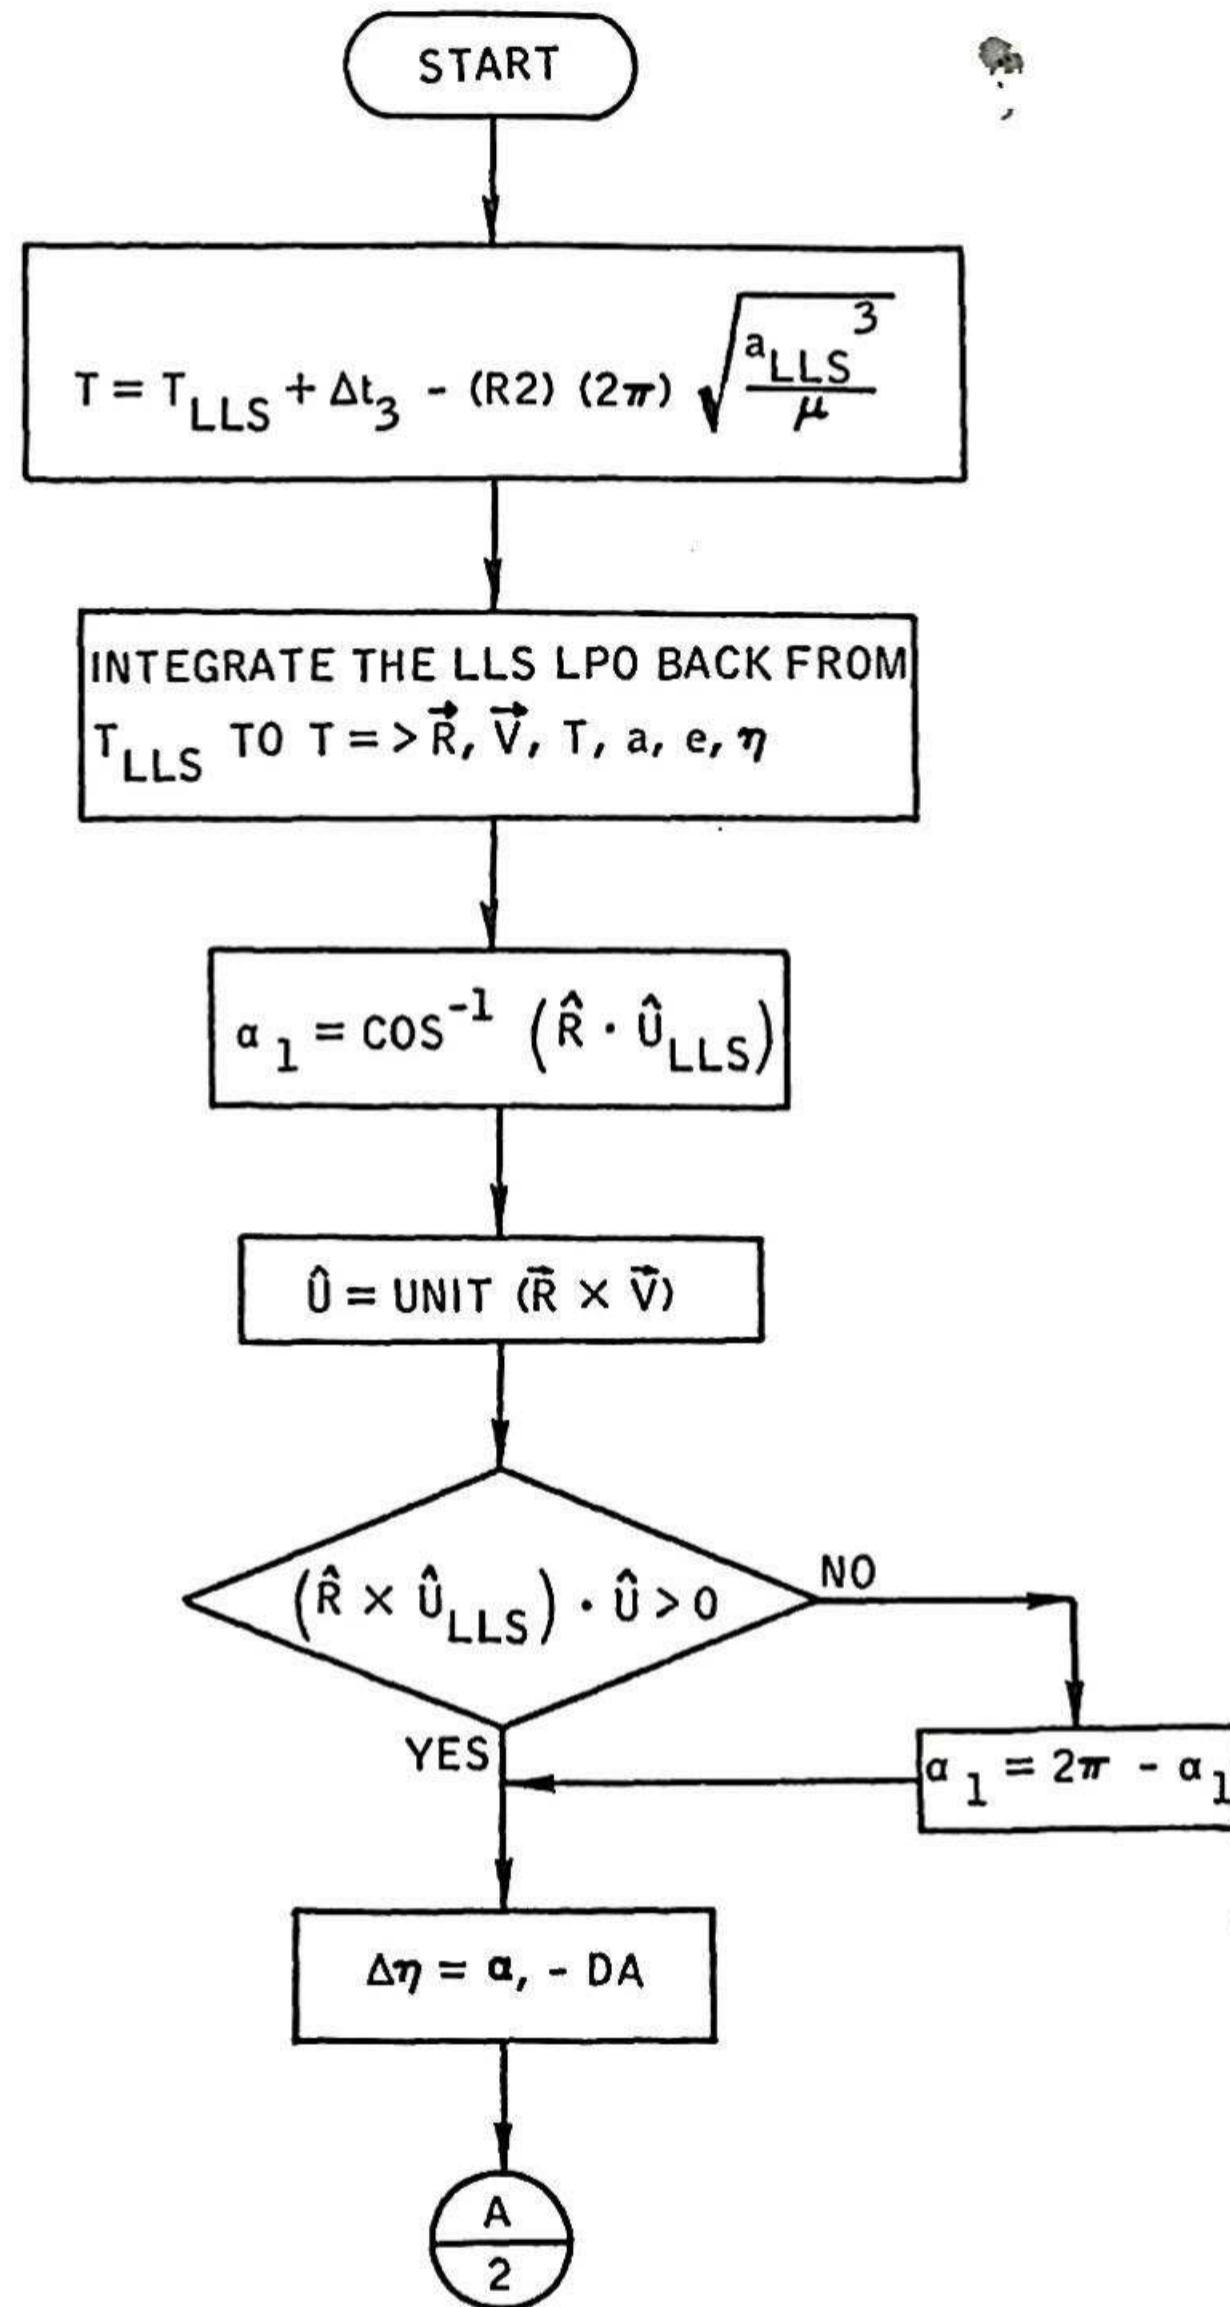 START
T = T_LLS + Δt_3 - (R2) (2π) √(a_LLS^3 / μ)
INTEGRATE THE LLS LPO BACK FROM
T_LLS TO T = > R⃗, V⃗, T, a, e, η
α_1 = COS^-1 (R̂ · Û_LLS)
Û = UNIT (R⃗ × V⃗)
(R̂ × Û_LLS) · Û > 0
NO
YES
α_1 = 2π - α_1
Δη = α, - DA
A
2